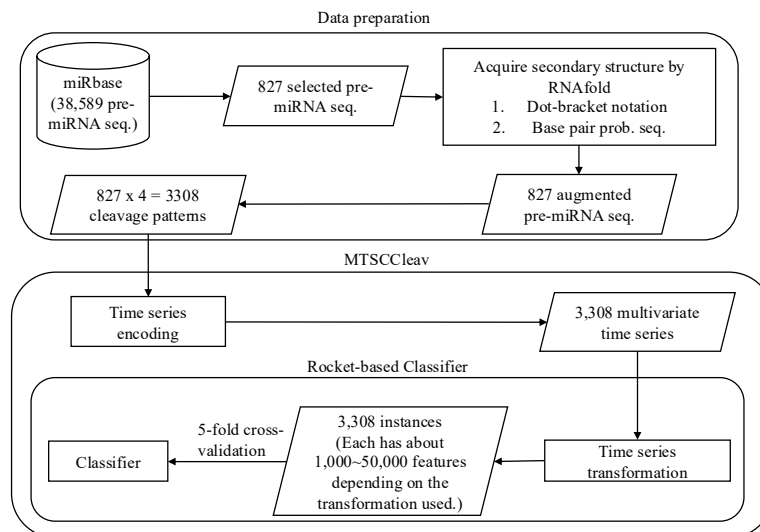 Data preparation
miRbase
(38,589 pre-
miRNA seq.)
827 selected pre-
miRNA seq.
Acquire secondary structure by
RNAfold
1. Dot-bracket notation
2. Base pair prob. seq.
827 x 4 = 3308
cleavage patterns
827 augmented
pre-miRNA seq.
MTSCCleav
Time series
encoding
3,308 multivariate
time series
Rocket-based Classifier
Classifier
5-fold cross-
validation
3,308 instances
(Each has about
1,000~50,000 features
depending on the
transformation used.)
Time series
transformation